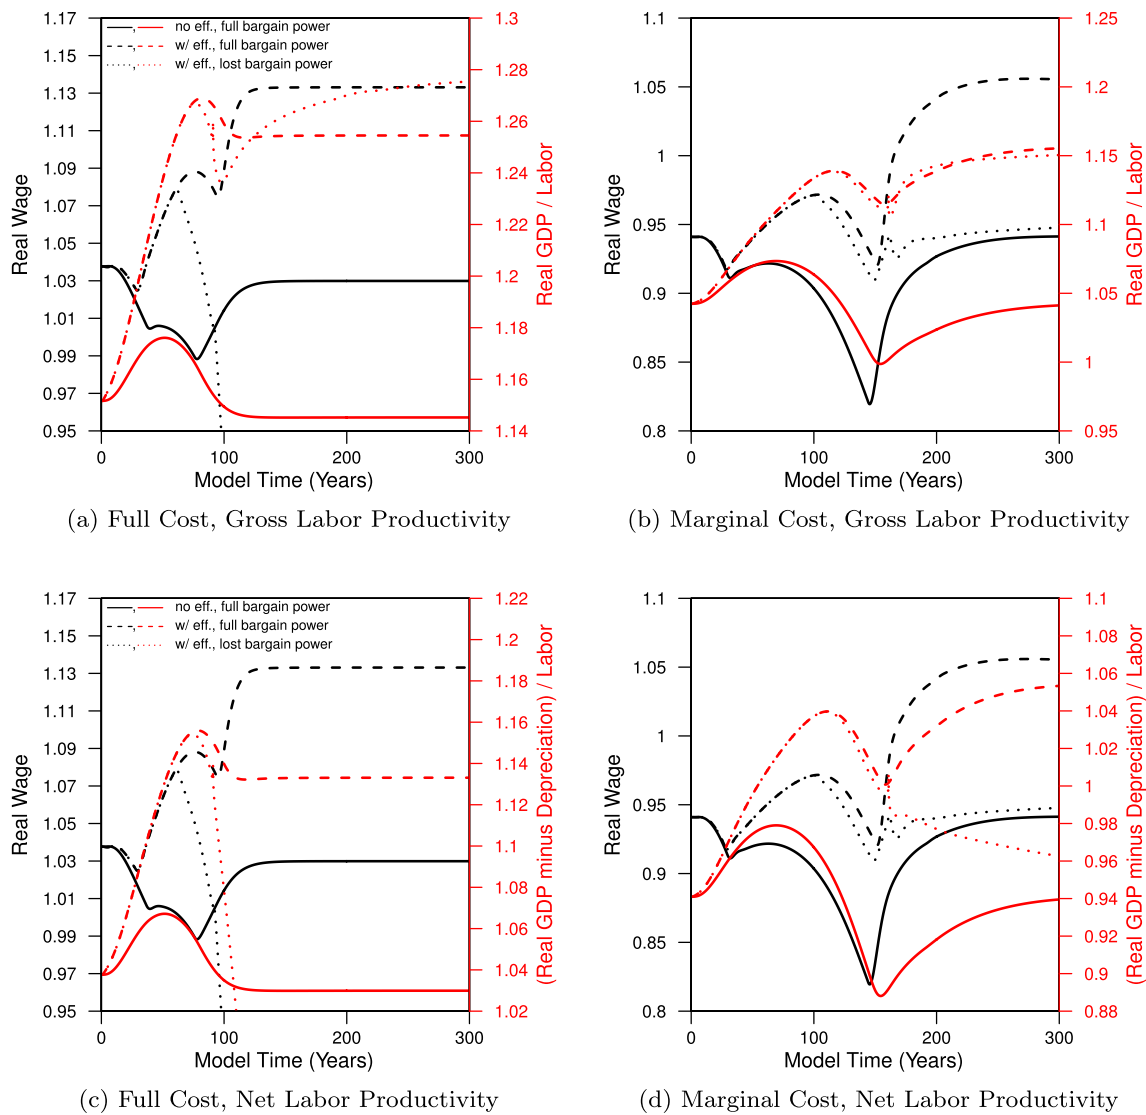 no eff., full bargain power
w/ eff., full bargain power
w/ eff., lost bargain power
Real Wage
1.17
1.15
1.13
1.11
1.09
1.07
1.05
1.03
1.01
0.99
0.97
0.95
Real GDP / Labor
1.3
1.28
1.26
1.24
1.22
1.2
1.18
1.16
1.14
0 100 200 300
Model Time (Years)
(a) Full Cost, Gross Labor Productivity
Real Wage
1.1
1.05
1
0.95
0.9
0.85
0.8
Real GDP / Labor
1.25
1.2
1.15
1.1
1.05
1
0.95
0 100 200 300
Model Time (Years)
(b) Marginal Cost, Gross Labor Productivity
no eff., full bargain power
w/ eff., full bargain power
w/ eff., lost bargain power
Real Wage
1.17
1.15
1.13
1.11
1.09
1.07
1.05
1.03
1.01
0.99
0.97
0.95
(Real GDP minus Depreciation) / Labor
1.22
1.2
1.18
1.16
1.14
1.12
1.1
1.08
1.06
1.04
1.02
0 100 200 300
Model Time (Years)
(c) Full Cost, Net Labor Productivity
Real Wage
1.1
1.05
1
0.95
0.9
0.85
0.8
(Real GDP minus Depreciation) / Labor
1.1
1.08
1.06
1.04
1.02
1
0.98
0.96
0.94
0.92
0.9
0.88
0 100 200 300
Model Time (Years)
(d) Marginal Cost, Net Labor Productivity